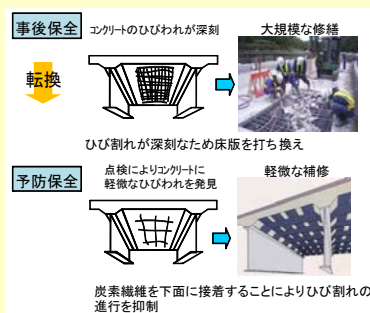 事後保全
コンクリートのひびわれが深刻
大規模な修繕
転換
ひび割れが深刻なため床版を打ち換え
予防保全
点検によりコンクリートに
軽微なひびわれを発見
軽微な補修
炭素繊維を下面に接着することによりひび割れの
進行を抑制